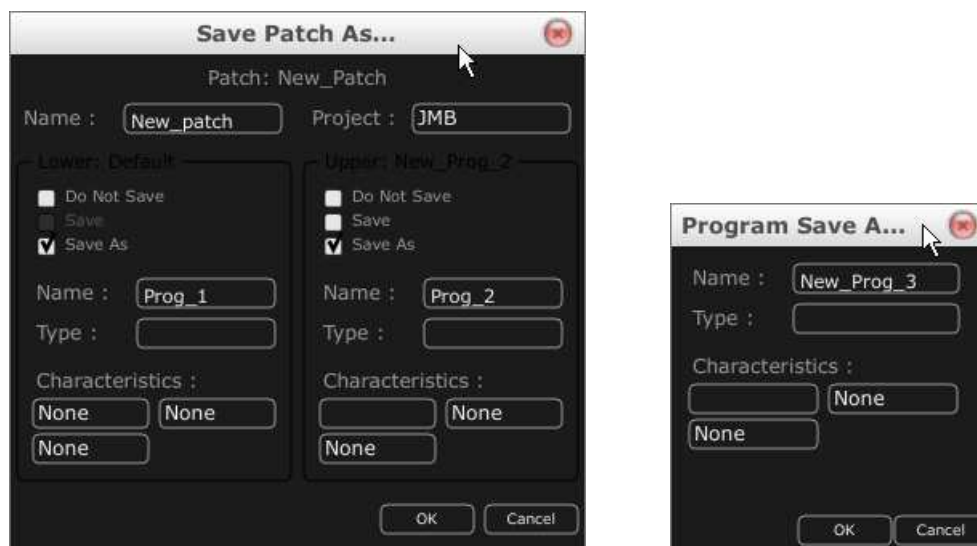 Save Patch As...
Patch: New_Patch
Name : New_patch Project : JMB
Lower: Default
Do Not Save
Save
Save As
Name : Prog_1
Type :
Characteristics :
None None
None
Upper: New_Prog_2
Do Not Save
Save
Save As
Name : Prog_2
Type :
Characteristics :
None
None
OK Cancel
Program Save A...
Name : New_Prog_3
Type :
Characteristics :
None
None
OK Cancel